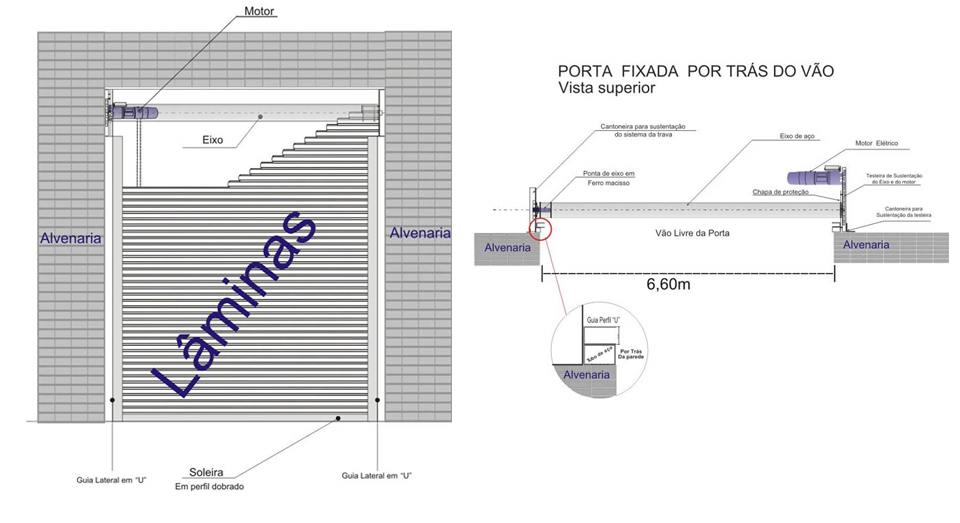 Motor
Eixo
Alvenaria
Alvenaria
Lâminas
Guia Lateral em "U"
Soleira
Em perfil dobrado
Guia Lateral em "U"
PORTA FIXADA POR TRÁS DO VÃO
Vista superior
Cantoneira para sustentação
do sistema da trava
Eixo de aço
Motor Elétrico
Ponta de eixo em
Ferro macisso
Testeira de Sustentação
do Eixo e do motor
Chapa de proteção
Cantoneira para
Sustentação da testeira
Vão Livre da Porta
Alvenaria
Alvenaria
6,60m
Guia Perfil "U"
Tubo de aço
Por Trás
Da parede
Alvenaria